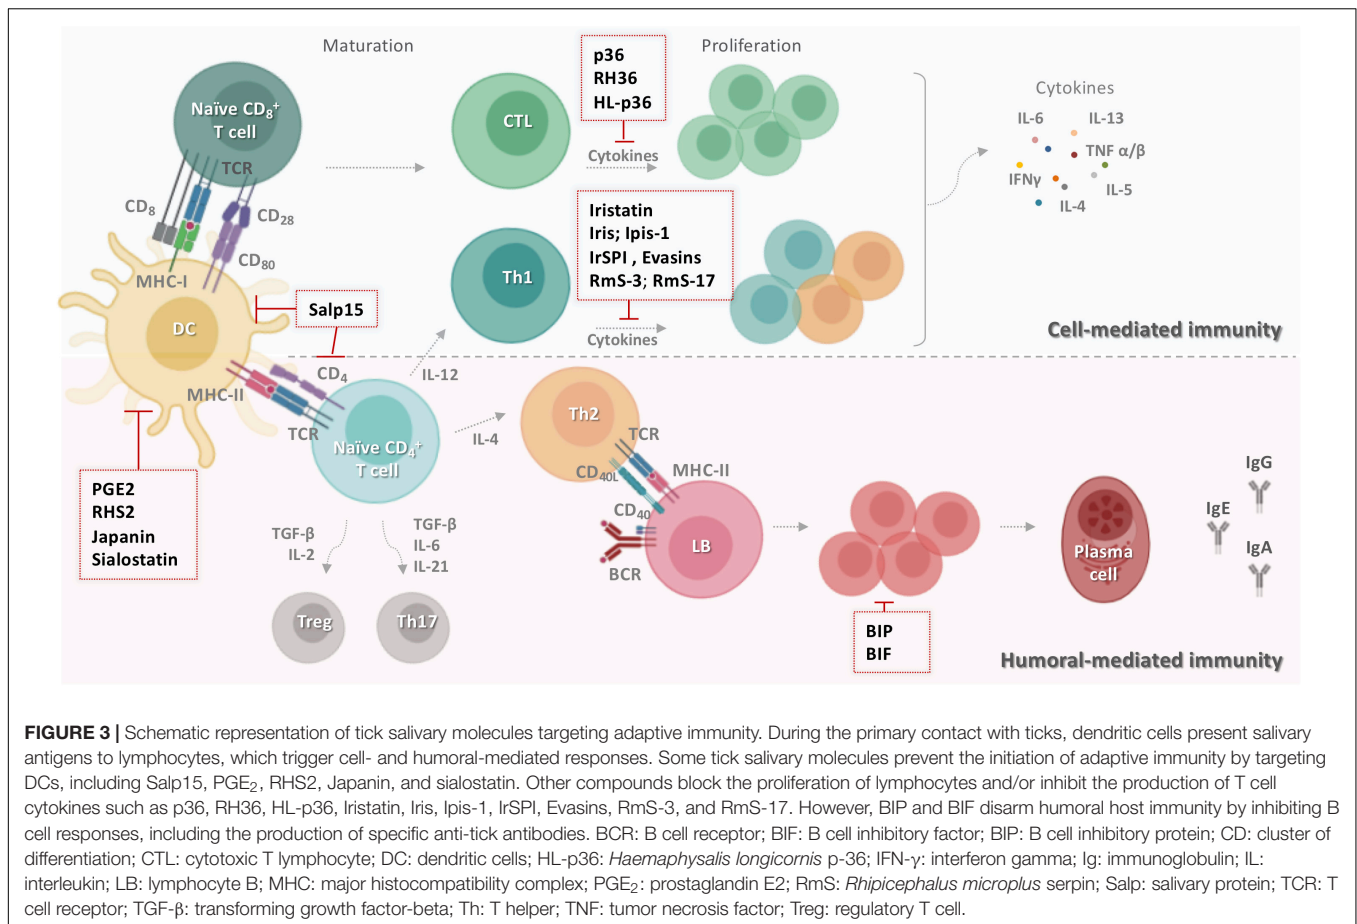 Maturation
Proliferation
Naïve CD8+
T cell
TCR
CD8
CD28
CD80
MHC-I
DC
CTL
p36
RH36
HL-p36
Cytokines
Th1
Iristatin
Iris; Ipis-1
IrSPI , Evasins
RmS-3; RmS-17
Cytokines
Cytokines
IL-6
IL-13
TNF α/β
IFNγ
IL-5
IL-4
Cell-mediated immunity
Salp15
CD4
MHC-II
TCR
Naïve CD4+
T cell
IL-12
IL-4
PGE2
RHS2
Japanin
Sialostatin
TGF-β
IL-2
TGF-β
IL-6
IL-21
Treg
Th17
Th2
TCR
CD40L
MHC-II
CD40
BCR
LB
BIP
BIF
Plasma
cell
IgG
IgE
IgA
Humoral-mediated immunity
FIGURE 3 | Schematic representation of tick salivary molecules targeting adaptive immunity. During the primary contact with ticks, dendritic cells present salivary
antigens to lymphocytes, which trigger cell- and humoral-mediated responses. Some tick salivary molecules prevent the initiation of adaptive immunity by targeting
DCs, including Salp15, PGE2, RHS2, Japanin, and sialostatin. Other compounds block the proliferation of lymphocytes and/or inhibit the production of T cell
cytokines such as p36, RH36, HL-p36, Iristatin, Iris, Ipis-1, IrSPI, Evasins, RmS-3, and RmS-17. However, BIP and BIF disarm humoral host immunity by inhibiting B
cell responses, including the production of specific anti-tick antibodies. BCR: B cell receptor; BIF: B cell inhibitory factor; BIP: B cell inhibitory protein; CD: cluster of
differentiation; CTL: cytotoxic T lymphocyte; DC: dendritic cells; HL-p36: Haemaphysalis longicornis p-36; IFN-γ: interferon gamma; Ig: immunoglobulin; IL:
interleukin; LB: lymphocyte B; MHC: major histocompatibility complex; PGE2: prostaglandin E2; RmS: Rhipicephalus microplus serpin; Salp: salivary protein; TCR: T
cell receptor; TGF-β: transforming growth factor-beta; Th: T helper; TNF: tumor necrosis factor; Treg: regulatory T cell.